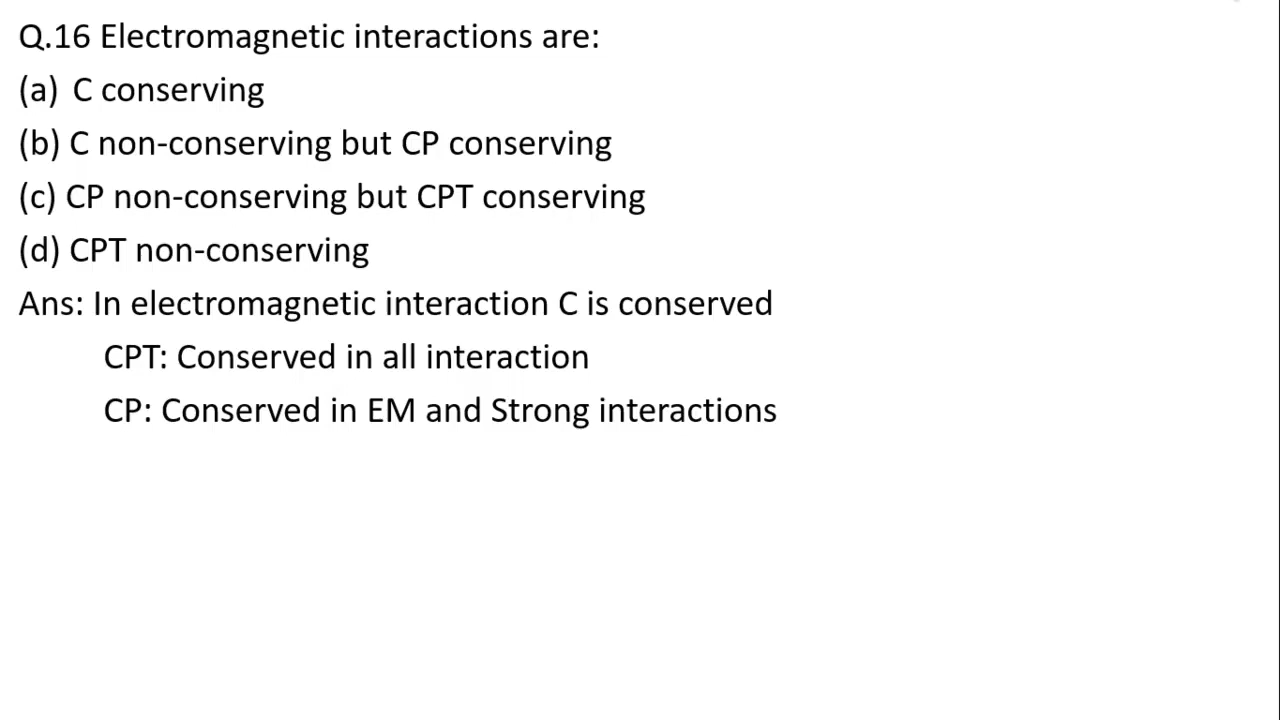 Q.16 Electromagnetic interactions are:
(a) C conserving
(b) C non-conserving but CP conserving
(c) CP non-conserving but CPT conserving
(d) CPT non-conserving
Ans: In electromagnetic interaction C is conserved
CPT: Conserved in all interaction
CP: Conserved in EM and Strong interactions